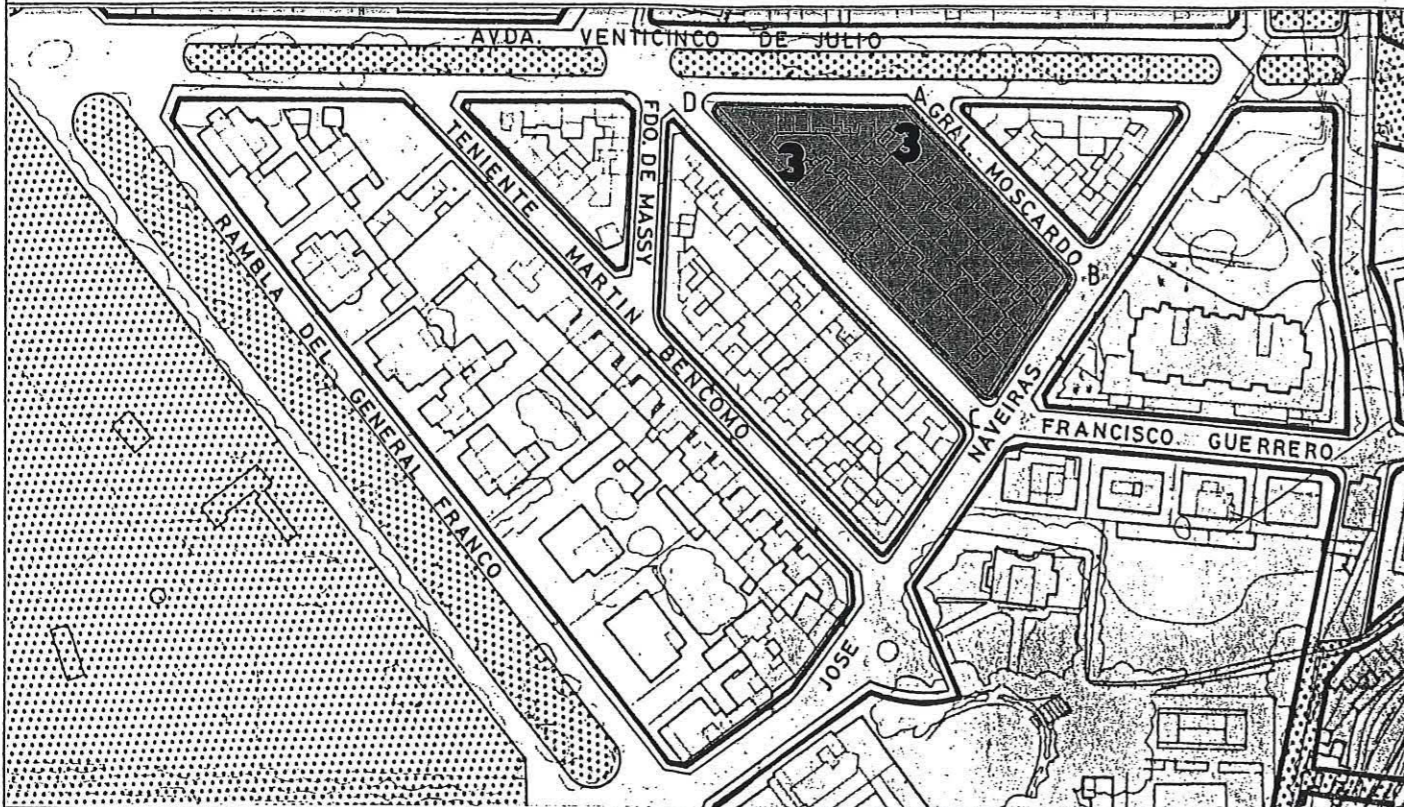 AVDA. VENTICINCO DE JULIO
D
A
3
3
GRAL. MOSCARDO
B
C
FDO. DE MASSY
TENIENTE MARTIN BENCOMO
RAMBLA DEL GENERAL FRANCO
JOSE NAVEIRAS
FRANCISCO GUERRERO